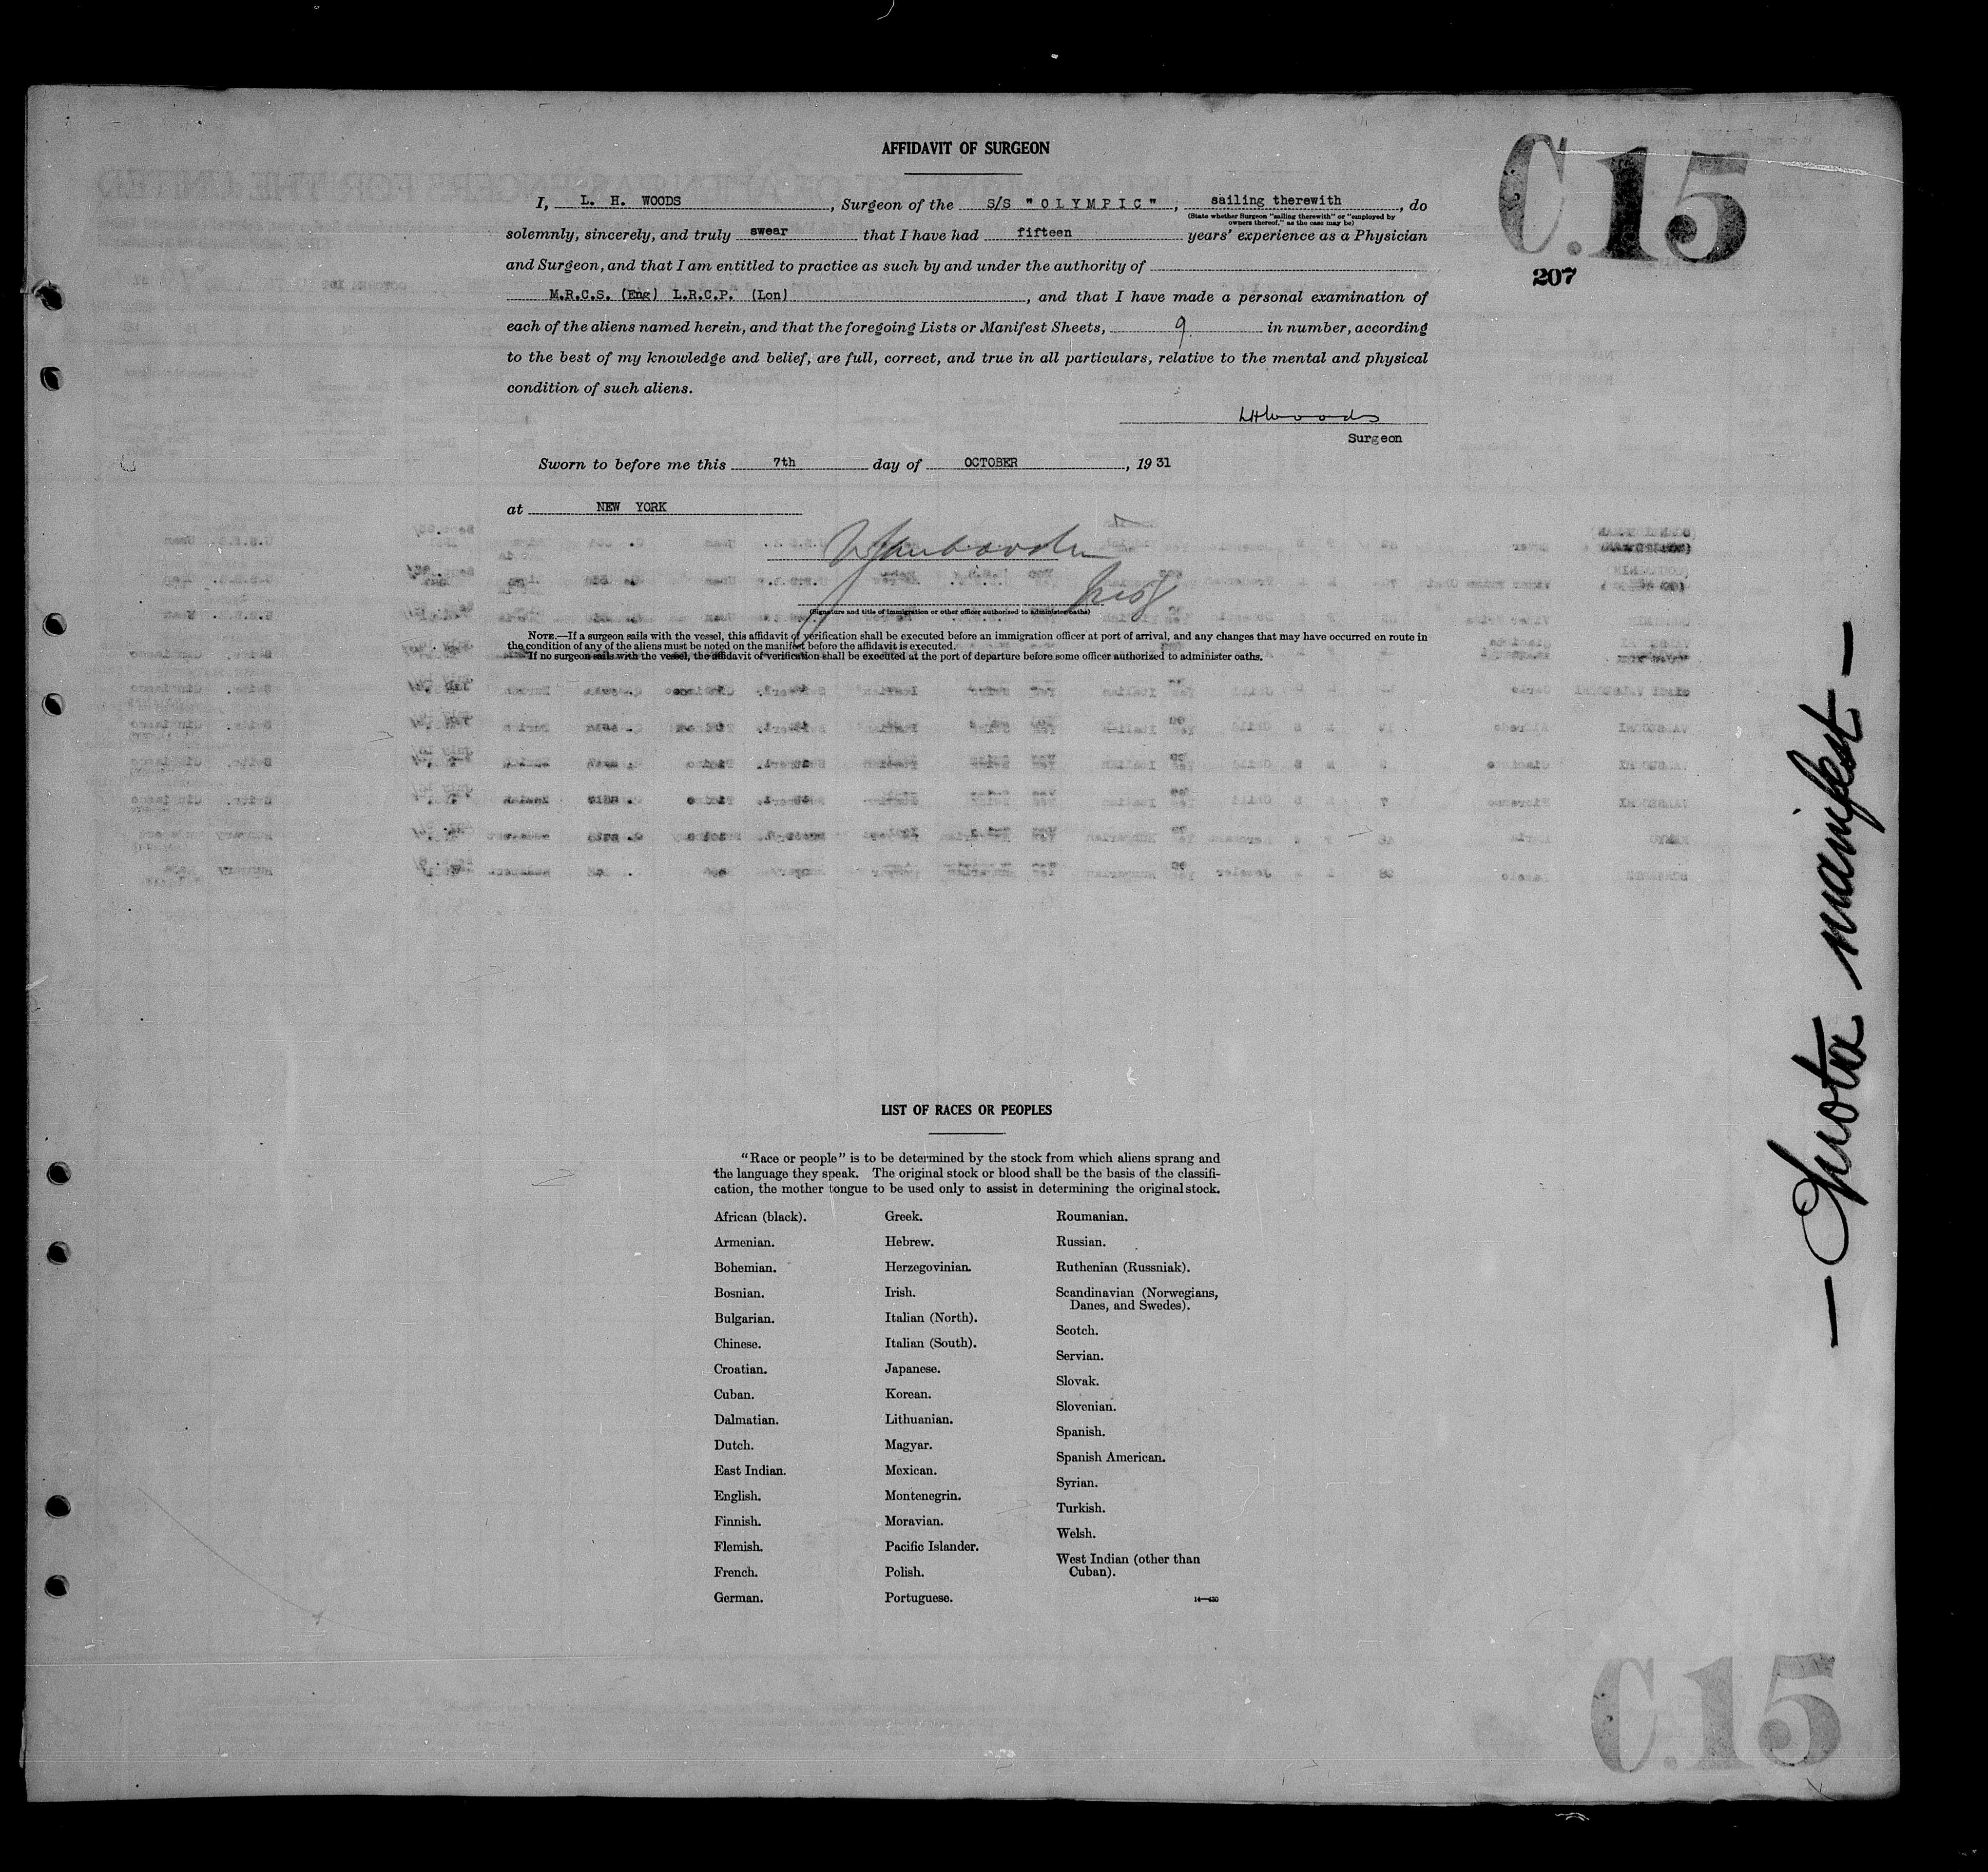 AFFIDAVIT OF SURGEON
C.15
207
I, L. H. WOODS, Surgeon of the S/S "OLYMPIC", sailing therewith, do
(State whether Surgeon "sailing therewith" or "employed by
owners thereof," as the case may be)
solemnly, sincerely, and truly swear that I have had fifteen years' experience as a Physician
and Surgeon, and that I am entitled to practice as such by and under the authority of
M.R.C.S. (Eng) L.R.C.P. (Lon), and that I have made a personal examination of
each of the aliens named herein, and that the foregoing Lists or Manifest Sheets, 9 in number, according
to the best of my knowledge and belief, are full, correct, and true in all particulars, relative to the mental and physical
condition of such aliens.
LHWoods
Surgeon
Sworn to before me this 7th day of OCTOBER, 1931
at NEW YORK
(Signature and title of immigration or other officer authorized to administer oaths)
NOTE.—If a surgeon sails with the vessel, this affidavit of verification shall be executed before an immigration officer at port of arrival, and any changes that may have occurred en route in
the condition of any of the aliens must be noted on the manifest before the affidavit is executed.
If no surgeon sails with the vessel, the affidavit of verification shall be executed at the port of departure before some officer authorized to administer oaths.
— Quota manifest —
LIST OF RACES OR PEOPLES
"Race or people" is to be determined by the stock from which aliens sprang and
the language they speak. The original stock or blood shall be the basis of the classifi-
cation, the mother tongue to be used only to assist in determining the original stock.
African (black).
Armenian.
Bohemian.
Bosnian.
Bulgarian.
Chinese.
Croatian.
Cuban.
Dalmatian.
Dutch.
East Indian.
English.
Finnish.
Flemish.
French.
German.
Greek.
Hebrew.
Herzegovinian.
Irish.
Italian (North).
Italian (South).
Japanese.
Korean.
Lithuanian.
Magyar.
Mexican.
Montenegrin.
Moravian.
Pacific Islander.
Polish.
Portuguese.
Roumanian.
Russian.
Ruthenian (Russniak).
Scandinavian (Norwegians,
Danes, and Swedes).
Scotch.
Servian.
Slovak.
Slovenian.
Spanish.
Spanish American.
Syrian.
Turkish.
Welsh.
West Indian (other than
Cuban).
14—430
C.15